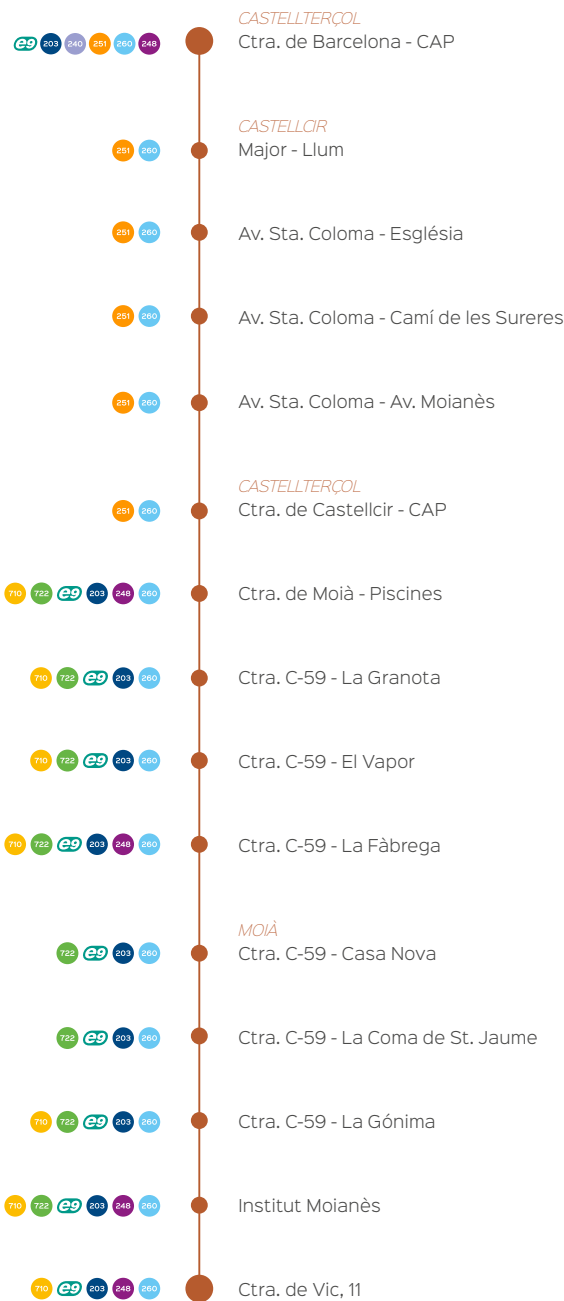 CASTELLTERÇOL
e9 203 240 251 260 248 Ctra. de Barcelona - CAP
CASTELLCIR
251 260 Major - Llum
251 260 Av. Sta. Coloma - Església
251 260 Av. Sta. Coloma - Camí de les Sureres
251 260 Av. Sta. Coloma - Av. Moianès
CASTELLTERÇOL
251 260 Ctra. de Castellcir - CAP
710 722 e9 203 248 260 Ctra. de Moià - Piscines
710 722 e9 203 260 Ctra. C-59 - La Granota
710 722 e9 203 260 Ctra. C-59 - El Vapor
710 722 e9 203 248 260 Ctra. C-59 - La Fàbrega
MOIÀ
722 e9 203 260 Ctra. C-59 - Casa Nova
722 e9 203 260 Ctra. C-59 - La Coma de St. Jaume
710 722 e9 203 260 Ctra. C-59 - La Gónima
710 722 e9 203 248 260 Institut Moianès
710 e9 203 248 260 Ctra. de Vic, 11